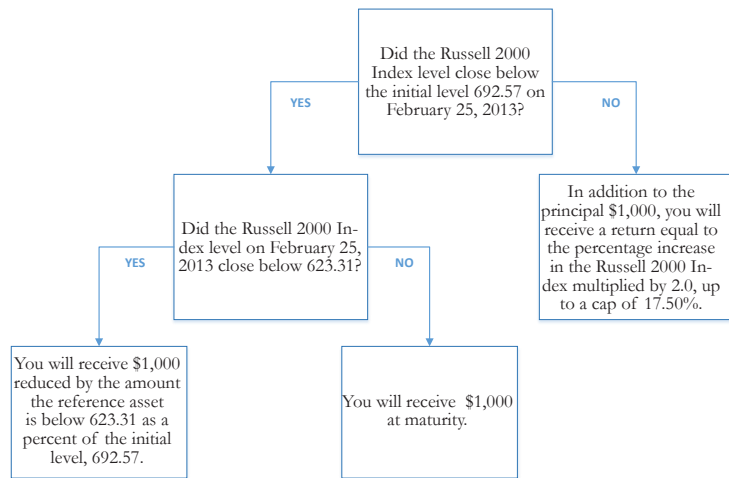 Did the Russell 2000
Index level close below
the initial level 692.57 on
February 25, 2013?
YES
NO
Did the Russell 2000 In-
dex level on February 25,
2013 close below 623.31?
In addition to the
principal $1,000, you will
receive a return equal to
the percentage increase
in the Russell 2000 In-
dex multiplied by 2.0, up
to a cap of 17.50%.
YES
NO
You will receive $1,000
reduced by the amount
the reference asset
is below 623.31 as a
percent of the initial
level, 692.57.
You will receive $1,000
at maturity.